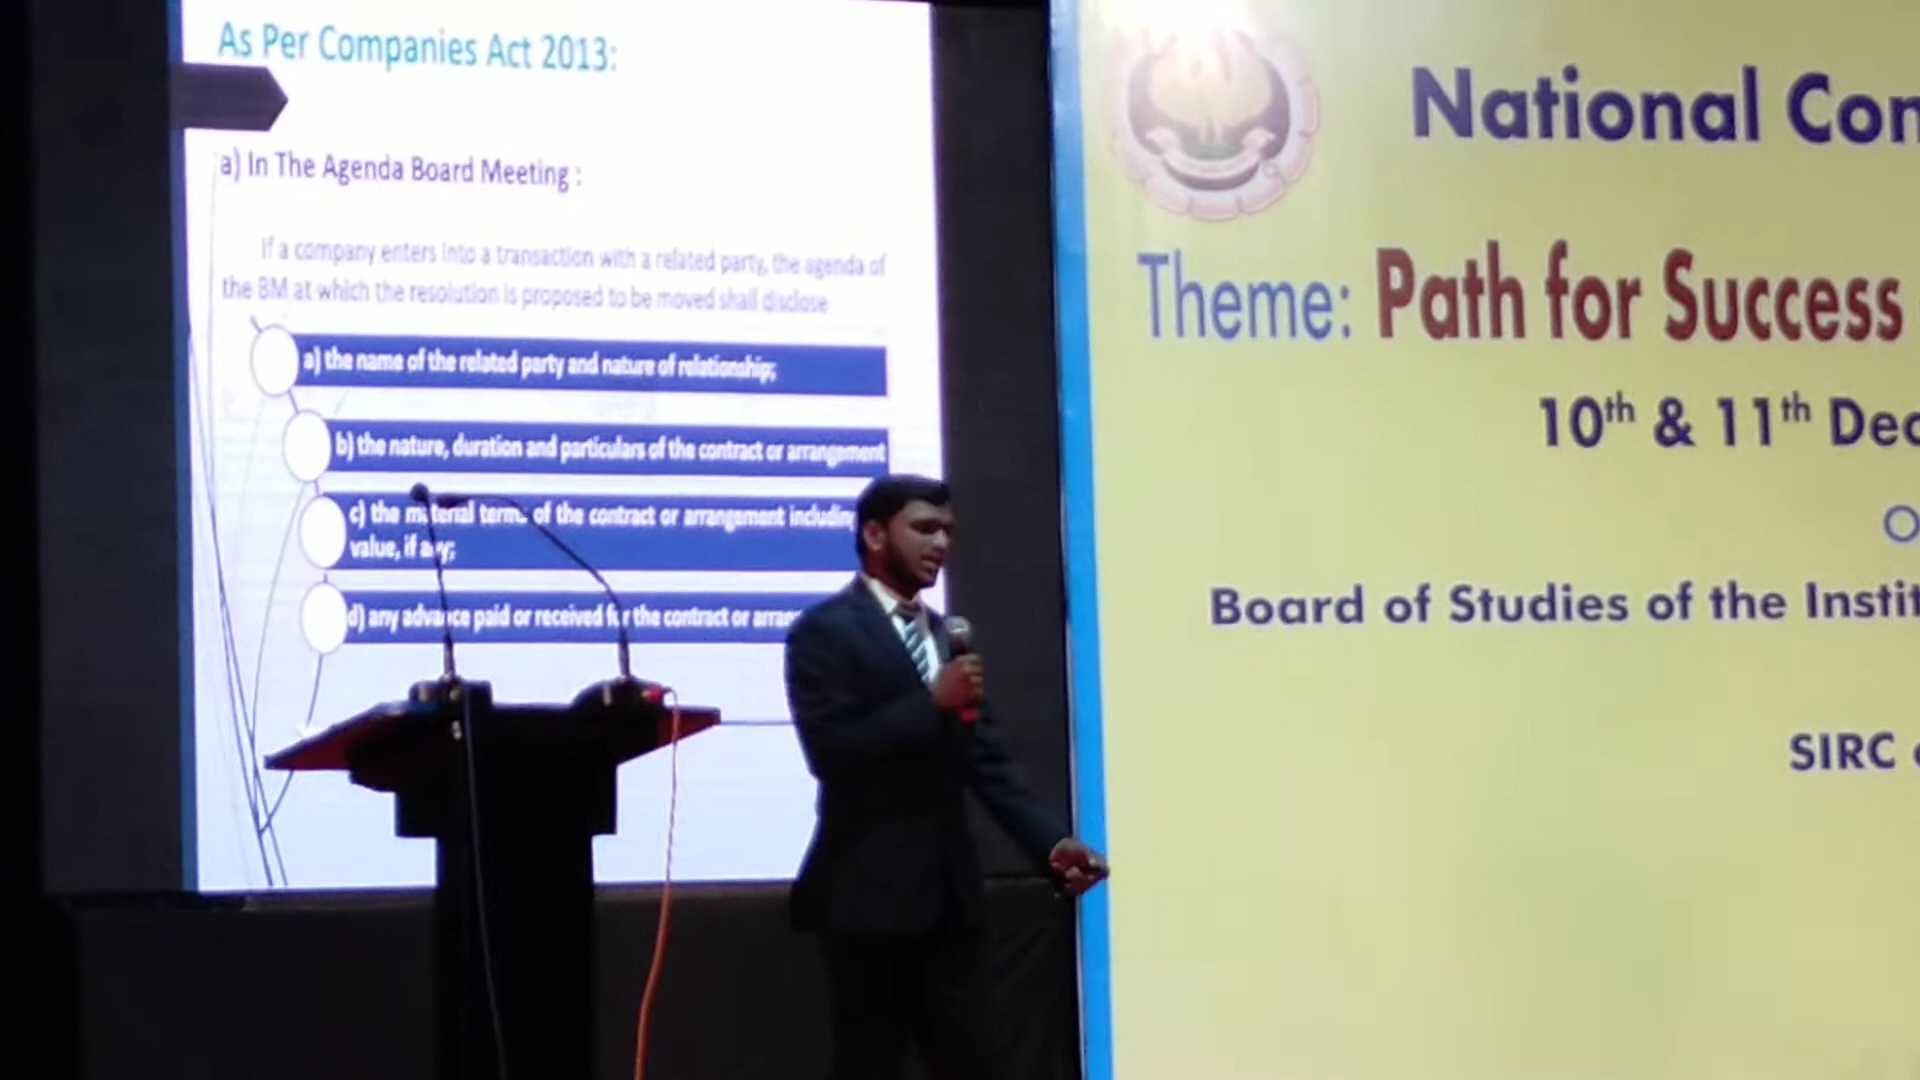 As Per Companies Act 2013:
a) In The Agenda Board Meeting :
If a company enters into a transaction with a related party, the agenda of
the BM at which the resolution is proposed to be moved shall disclose
a) the name of the related party and nature of relationship;
b) the nature, duration and particulars of the contract or arrangement
c) the material terms of the contract or arrangement including
value, if any;
d) any advance paid or received for the contract or
National Con
Theme: Path for Success
10th & 11th Dec
O
Board of Studies of the Instit
SIRC